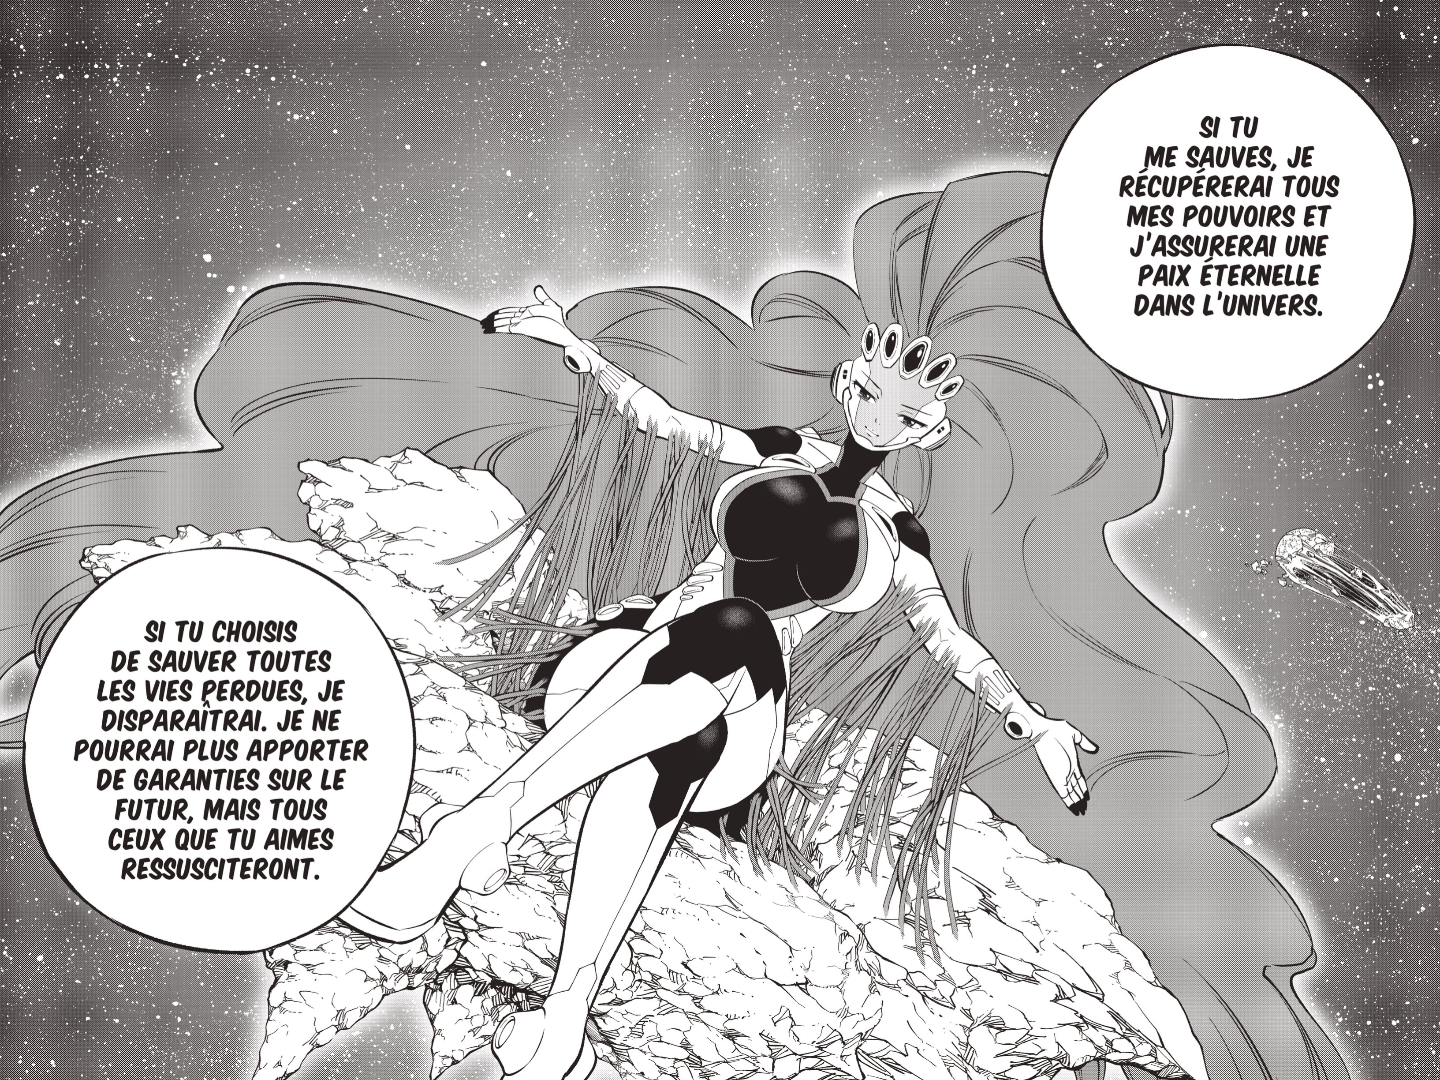 SI TU
ME SAUVES, JE
RÉCUPÉRERAI TOUS
MES POUVOIRS ET
J'ASSURERAI UNE
PAIX ÉTERNELLE
DANS L'UNIVERS.
SI TU CHOISIS
DE SAUVER TOUTES
LES VIES PERDUES, JE
DISPARAÎTRAI. JE NE
POURRAI PLUS APPORTER
DE GARANTIES SUR LE
FUTUR, MAIS TOUS
CEUX QUE TU AIMES
RESSUSCITERONT.